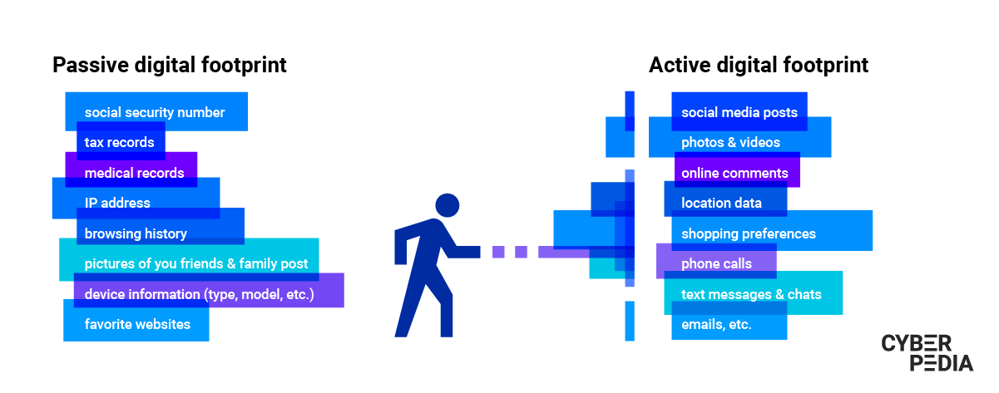 Passive digital footprint
social security number
tax records
medical records
IP address
browsing history
pictures of you friends & family post
device information (type, model, etc.)
favorite websites
Active digital footprint
social media posts
photos & videos
online comments
location data
shopping preferences
phone calls
text messages & chats
emails, etc.
CYBER
PEDIA